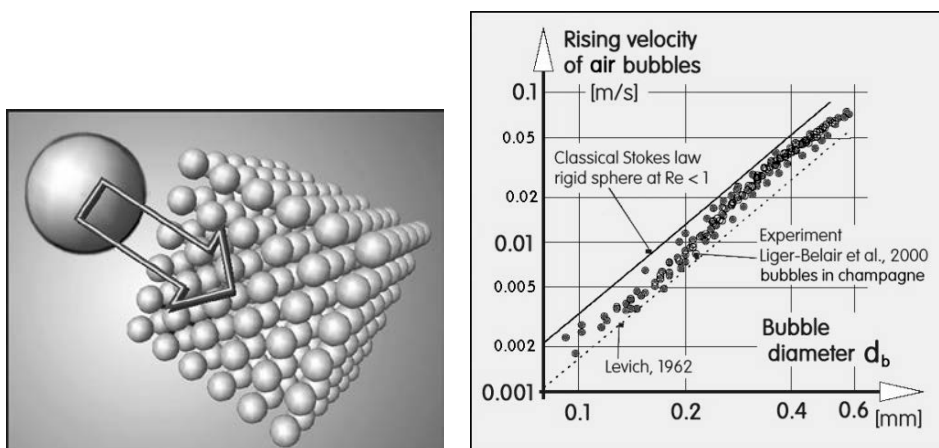 Rising velocity
of air bubbles
[m/s]
0.1
0.05
0.02
0.01
0.005
0.002
0.001
Classical Stokes law
rigid sphere at Re < 1
Experiment
Liger-Belair et al., 2000
bubbles in champagne
Levich, 1962
Bubble
diameter d_b
0.1 0.2 0.4 0.6 [mm]